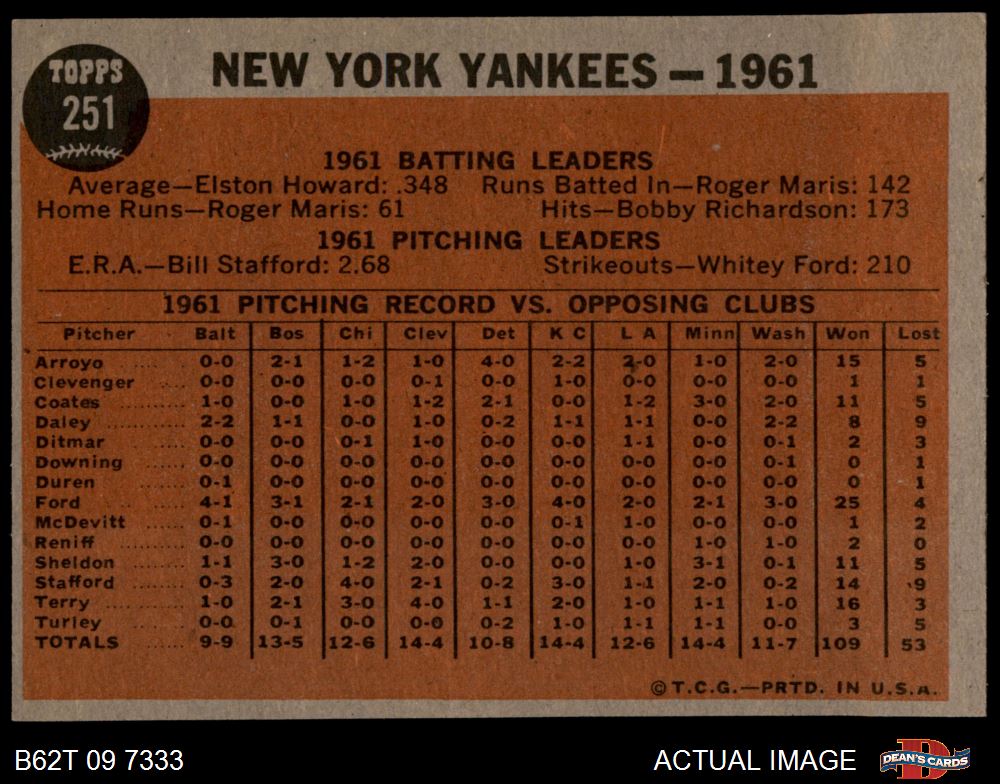 TOPPS
251
NEW YORK YANKEES — 1961
1961 BATTING LEADERS
Average—Elston Howard: .348 Runs Batted In—Roger Maris: 142
Home Runs—Roger Maris: 61 Hits—Bobby Richardson: 173
1961 PITCHING LEADERS
E.R.A.—Bill Stafford: 2.68 Strikeouts—Whitey Ford: 210
1961 PITCHING RECORD VS. OPPOSING CLUBS
Pitcher Balt Bos Chi Clev Det K C L A Minn Wash Won Lost
Arroyo .... 0-0 2-1 1-2 1-0 4-0 2-2 2-0 1-0 2-0 15 5
Clevenger .... 0-0 0-0 0-0 0-1 0-0 1-0 0-0 0-0 0-0 1 1
Coates .......... 1-0 0-0 1-0 1-2 2-1 0-0 1-2 3-0 2-0 11 5
Daley ............ 2-2 1-1 0-0 1-0 0-2 1-1 1-1 0-0 2-2 8 9
Ditmar .......... 0-0 0-0 0-1 1-0 0-0 0-0 1-1 0-0 0-1 2 3
Downing ...... 0-0 0-0 0-0 0-0 0-0 0-0 0-0 0-0 0-1 0 1
Duren ...... 0-1 0-0 0-0 0-0 0-0 0-0 0-0 0-0 0-0 0 1
Ford .......... 4-1 3-1 2-1 2-0 3-0 4-0 2-0 2-1 3-0 25 4
McDevitt ...... 0-1 0-0 0-0 0-0 0-0 0-1 1-0 0-0 0-0 1 2
Reniff .......... 0-0 0-0 0-0 0-0 0-0 0-0 0-0 1-0 1-0 2 0
Sheldon ........ 1-1 3-0 1-2 2-0 0-0 0-0 1-0 3-1 0-1 11 5
Stafford ........ 0-3 2-0 4-0 2-1 0-2 3-0 1-1 2-0 0-2 14 9
Terry ............ 1-0 2-1 3-0 4-0 1-1 2-0 1-0 1-1 1-0 16 3
Turley .......... 0-0 0-1 0-0 0-0 0-2 1-0 1-1 1-1 0-0 3 5
TOTALS ...... 9-9 13-5 12-6 14-4 10-8 14-4 12-6 14-4 11-7 109 53
© T.C.G.—PRTD. IN U.S.A.
B62T 09 7333 ACTUAL IMAGE DEAN'S CARDS